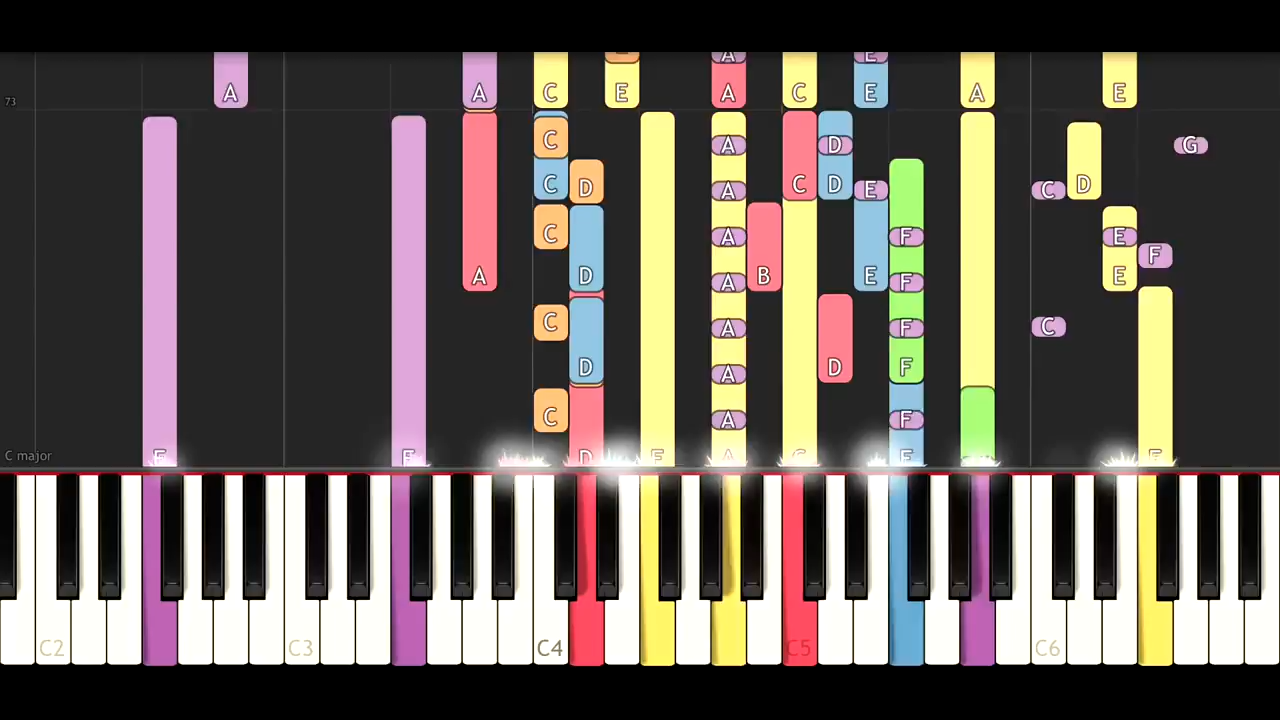 A A C E A A C E E A E
73
C A D G
C D C D A E C D
C A F E F
A D B A E F E
C A F C
D D A D F
C A F
C major
F F D F A C F F
C2 C3 C4 C5 C6